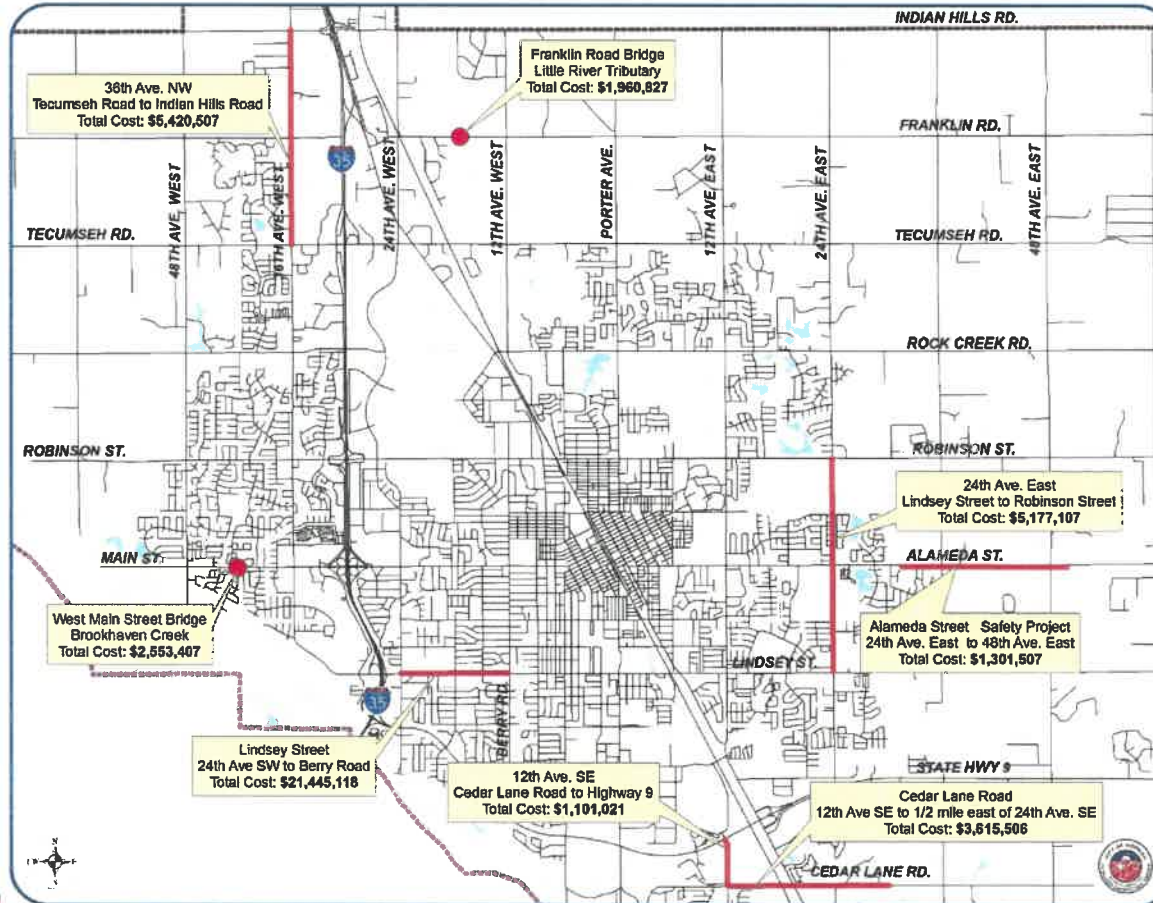 INDIAN HILLS RD.
36th Ave. NW
Tecumseh Road to Indian Hills Road
Total Cost: $5,420,507
Franklin Road Bridge
Little River Tributary
Total Cost: $1,960,827
FRANKLIN RD.
35
48TH AVE. WEST
36TH AVE. WEST
24TH AVE. WEST
12TH AVE. WEST
PORTER AVE.
12TH AVE. EAST
24TH AVE. EAST
48TH AVE. EAST
TECUMSEH RD.
TECUMSEH RD.
ROCK CREEK RD.
ROBINSON ST.
ROBINSON ST.
24th Ave. East
Lindsey Street to Robinson Street
Total Cost: $5,177,107
MAIN ST.
ALAMEDA ST.
West Main Street Bridge
Brookhaven Creek
Total Cost: $2,553,407
Alameda Street Safety Project
24th Ave. East to 48th Ave. East
Total Cost: $1,301,507
LINDSEY ST.
35
BERRY RD.
Lindsey Street
24th Ave SW to Berry Road
Total Cost: $21,445,118
STATE HWY 9
12th Ave. SE
Cedar Lane Road to Highway 9
Total Cost: $1,101,021
Cedar Lane Road
12th Ave SE to 1/2 mile east of 24th Ave. SE
Total Cost: $3,615,506
CEDAR LANE RD.